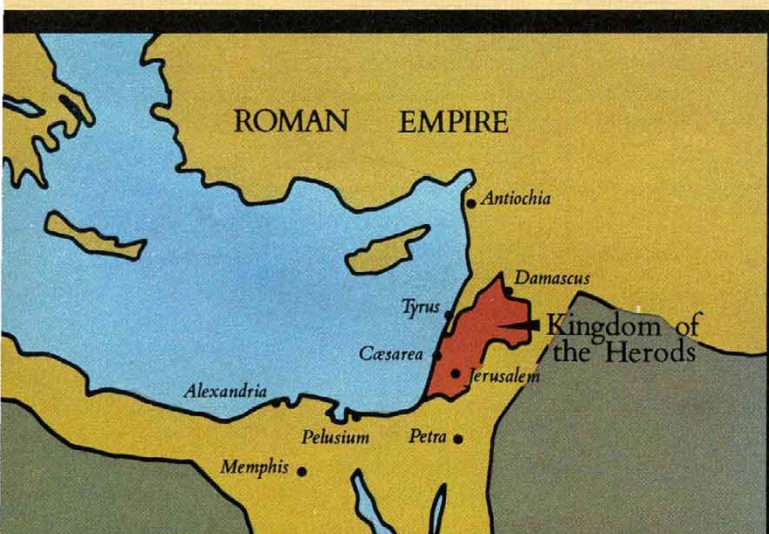 ROMAN EMPIRE
Antiochia
Damascus
Tyrus
Kingdom of
the Herods
Cæsarea
Jerusalem
Alexandria
Pelusium
Petra
Memphis